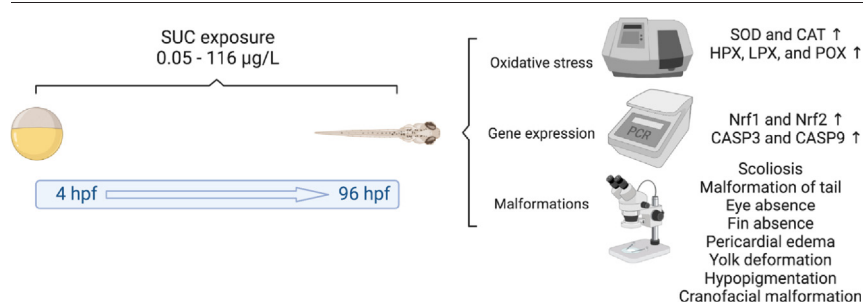 SUC exposure
0.05 - 116 µg/L
4 hpf
96 hpf
Oxidative stress
SOD and CAT ↑
HPX, LPX, and POX ↑
Gene expression
PCR
Nrf1 and Nrf2 ↑
CASP3 and CASP9 ↑
Malformations
Scoliosis
Malformation of tail
Eye absence
Fin absence
Pericardial edema
Yolk deformation
Hypopigmentation
Cranofacial malformation